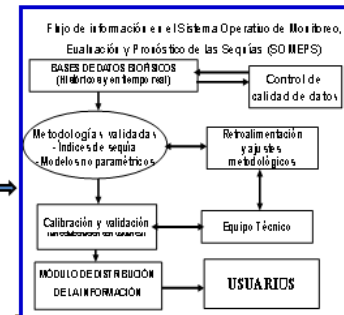 Flujo de información en el Sistema Operativo de Monitoreo,
Evaluación y Pronóstico de las Sequías (SOMEPS)
BASES DE DATOS BIOFÍSICOS
(Históricos y en tiempo real)
Control de
calidad de datos
Metodologías validadas
- Índices de sequía
- Modelos no paramétricos
Retroalimentación
y ajustes
metodológicos
Calibración y validación
Equipo Técnico
MÓDULO DE DISTRIBUCIÓN
DE LA INFORMACIÓN
USUARIUS